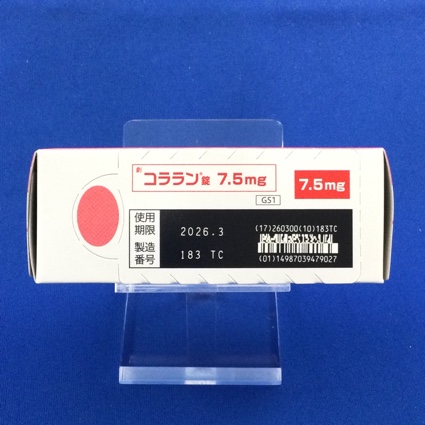 劇 コララン®錠 7.5mg
7.5mg
GS1
使用期限 2026.3
(17)260300(10)183TC
製造番号 183 TC
(01)14987039479027